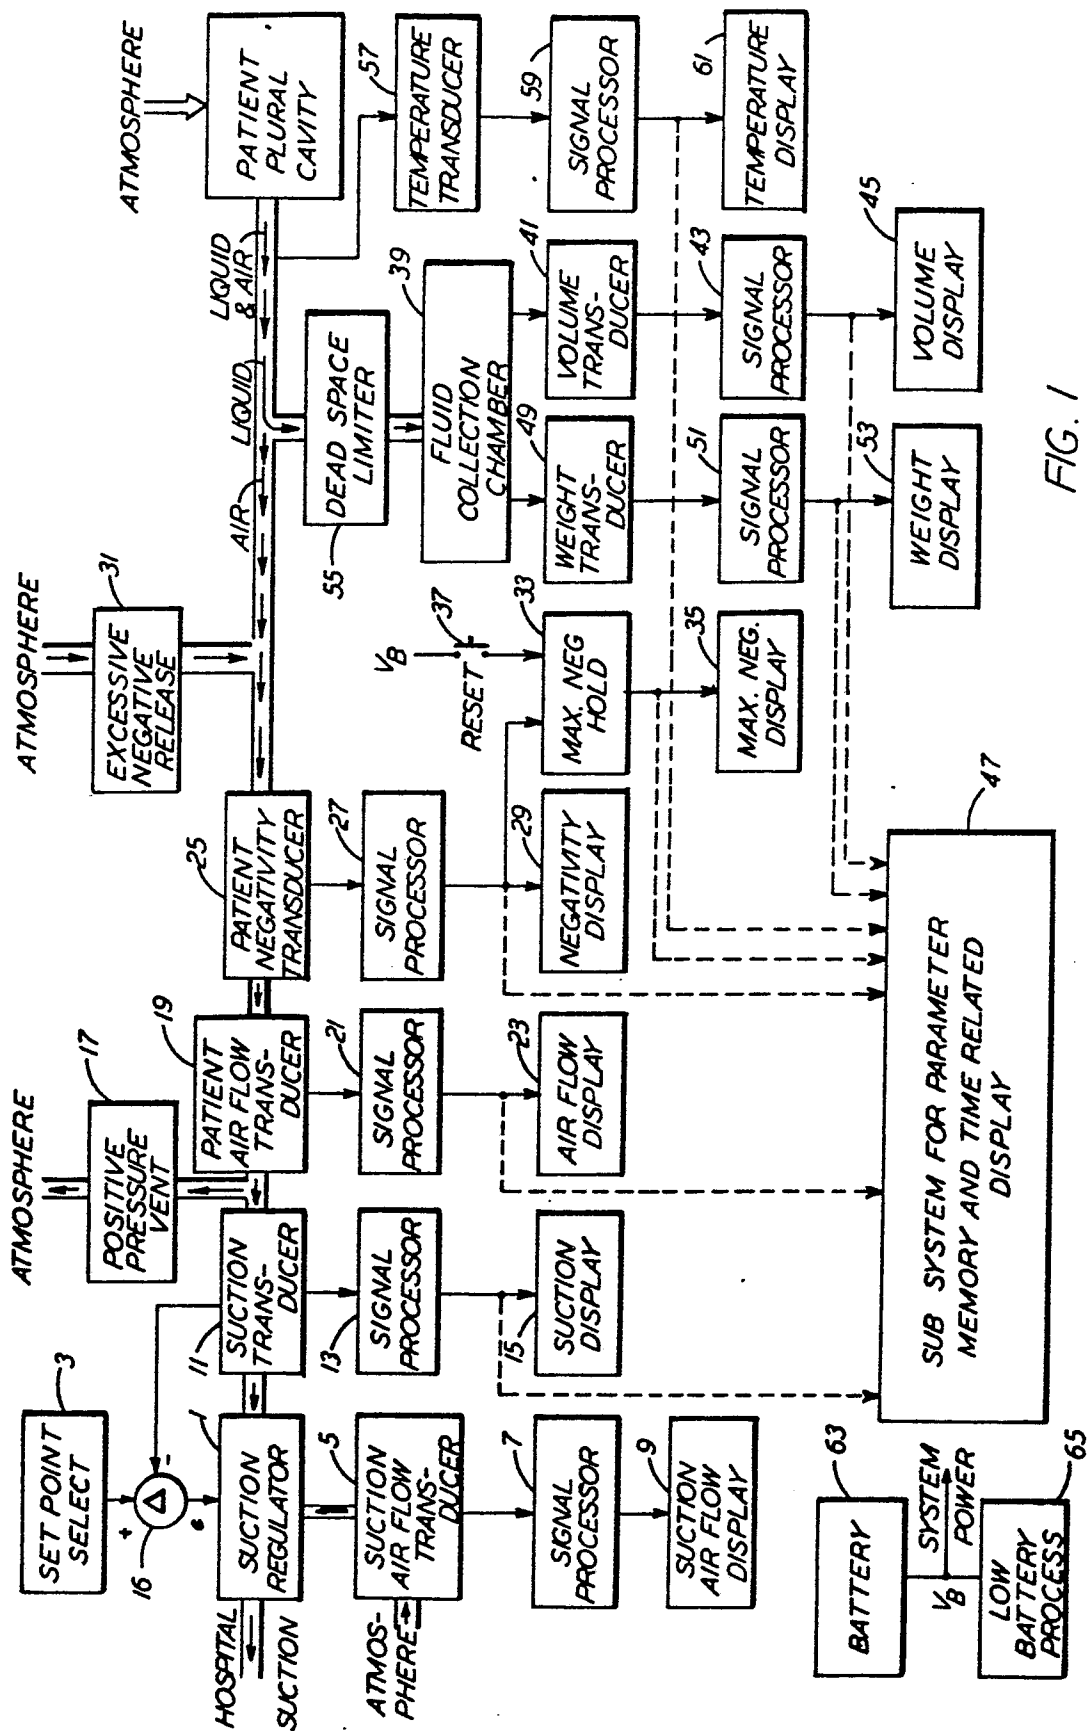 ATMOSPHERE
ATMOSPHERE
ATMOSPHERE
3
SET POINT
SELECT
17
POSITIVE
PRESSURE
VENT
31
EXCESSIVE
NEGATIVE
RELEASE
16
+
-
Δ
e
HOSPITAL
SUCTION
1
SUCTION
REGULATOR
11
SUCTION
TRANS-
DUCER
19
PATIENT
AIR FLOW
TRANS-
DUCER
25
PATIENT
NEGATIVITY
TRANSDUCER
AIR
LIQUID
LIQUID
& AIR
PATIENT
PLURAL
CAVITY
ATMOS-
PHERE
5
SUCTION
AIR FLOW
TRANS-
DUCER
13
SIGNAL
PROCESSOR
21
SIGNAL
PROCESSOR
27
SIGNAL
PROCESSOR
55
DEAD SPACE
LIMITER
57
TEMPERATURE
TRANSDUCER
VB
RESET
37
39
FLUID
COLLECTION
CHAMBER
7
SIGNAL
PROCESSOR
15
SUCTION
DISPLAY
23
AIR FLOW
DISPLAY
29
NEGATIVITY
DISPLAY
33
MAX. NEG
HOLD
49
WEIGHT
TRANS-
DUCER
41
VOLUME
TRANS-
DUCER
59
SIGNAL
PROCESSOR
9
SUCTION
AIR FLOW
DISPLAY
35
MAX. NEG.
DISPLAY
51
SIGNAL
PROCESSOR
43
SIGNAL
PROCESSOR
61
TEMPERATURE
DISPLAY
63
BATTERY
SYSTEM
POWER
VB
65
LOW
BATTERY
PROCESS
47
SUB SYSTEM FOR PARAMETER
MEMORY AND TIME RELATED
DISPLAY
53
WEIGHT
DISPLAY
45
VOLUME
DISPLAY
FIG. 1